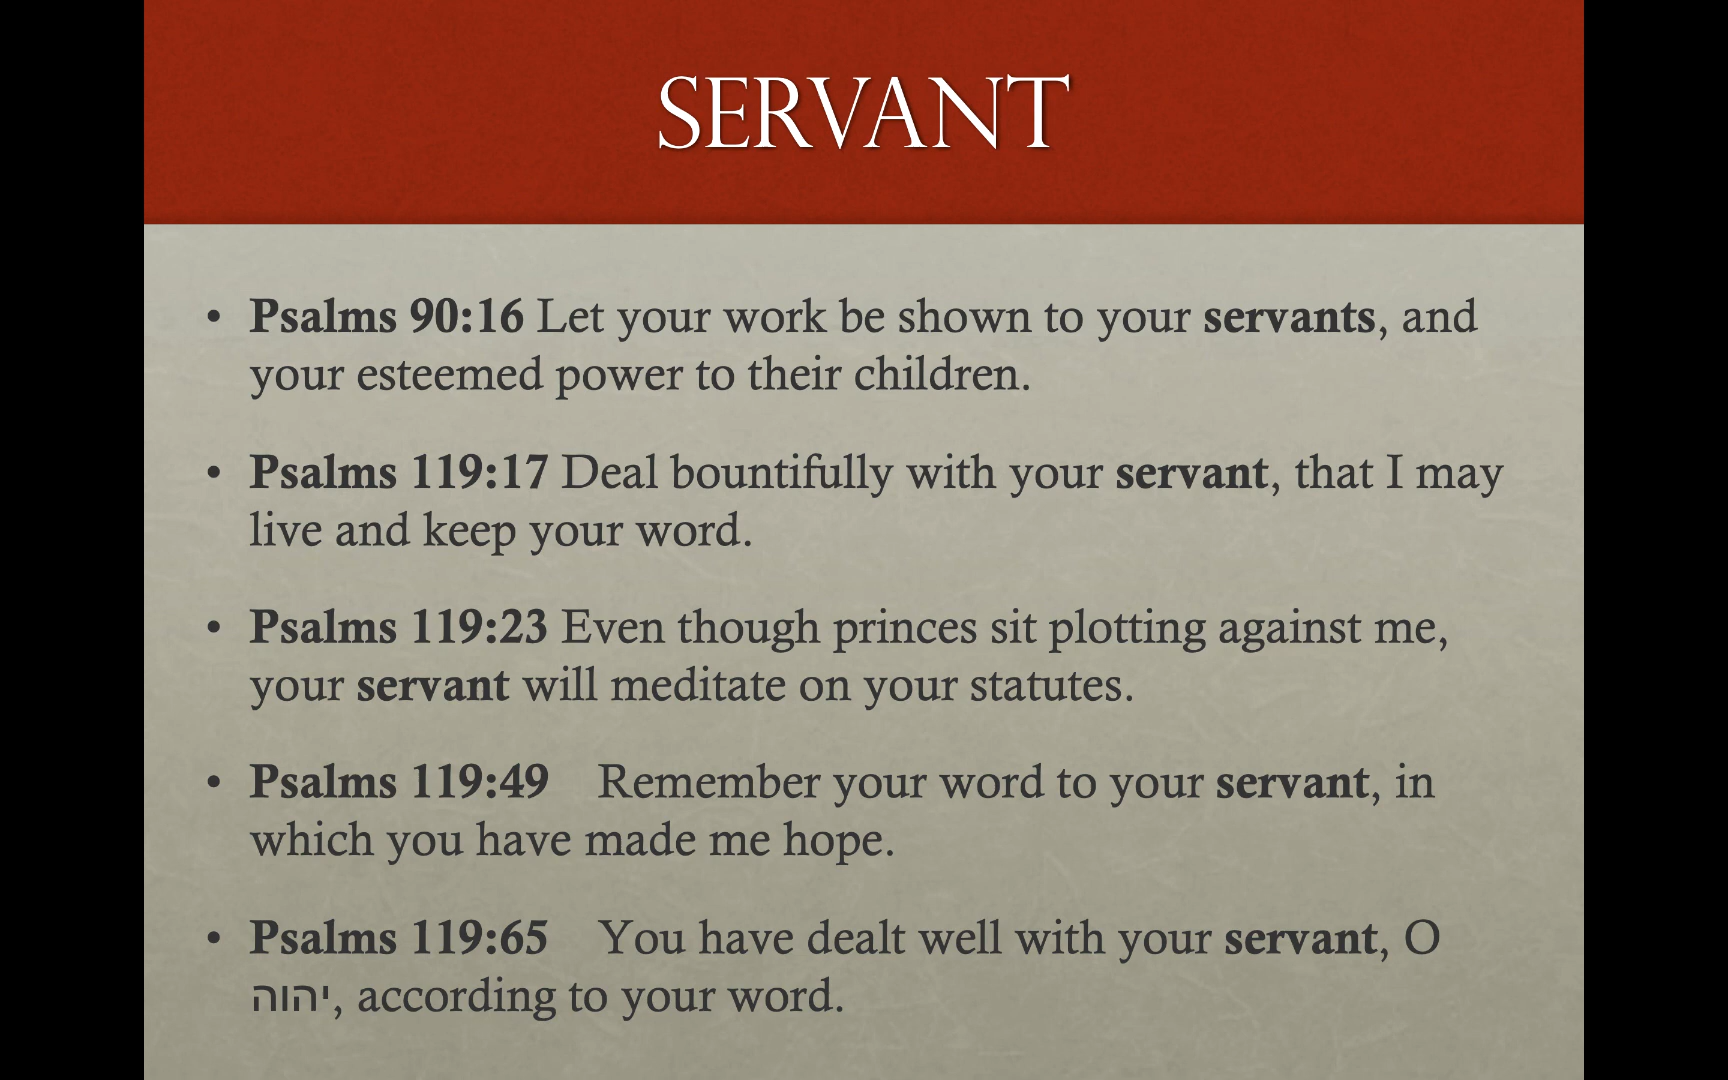 SERVANT
• Psalms 90:16 Let your work be shown to your servants, and
your esteemed power to their children.
• Psalms 119:17 Deal bountifully with your servant, that I may
live and keep your word.
• Psalms 119:23 Even though princes sit plotting against me,
your servant will meditate on your statutes.
• Psalms 119:49 Remember your word to your servant, in
which you have made me hope.
• Psalms 119:65 You have dealt well with your servant, O
יהוה, according to your word.